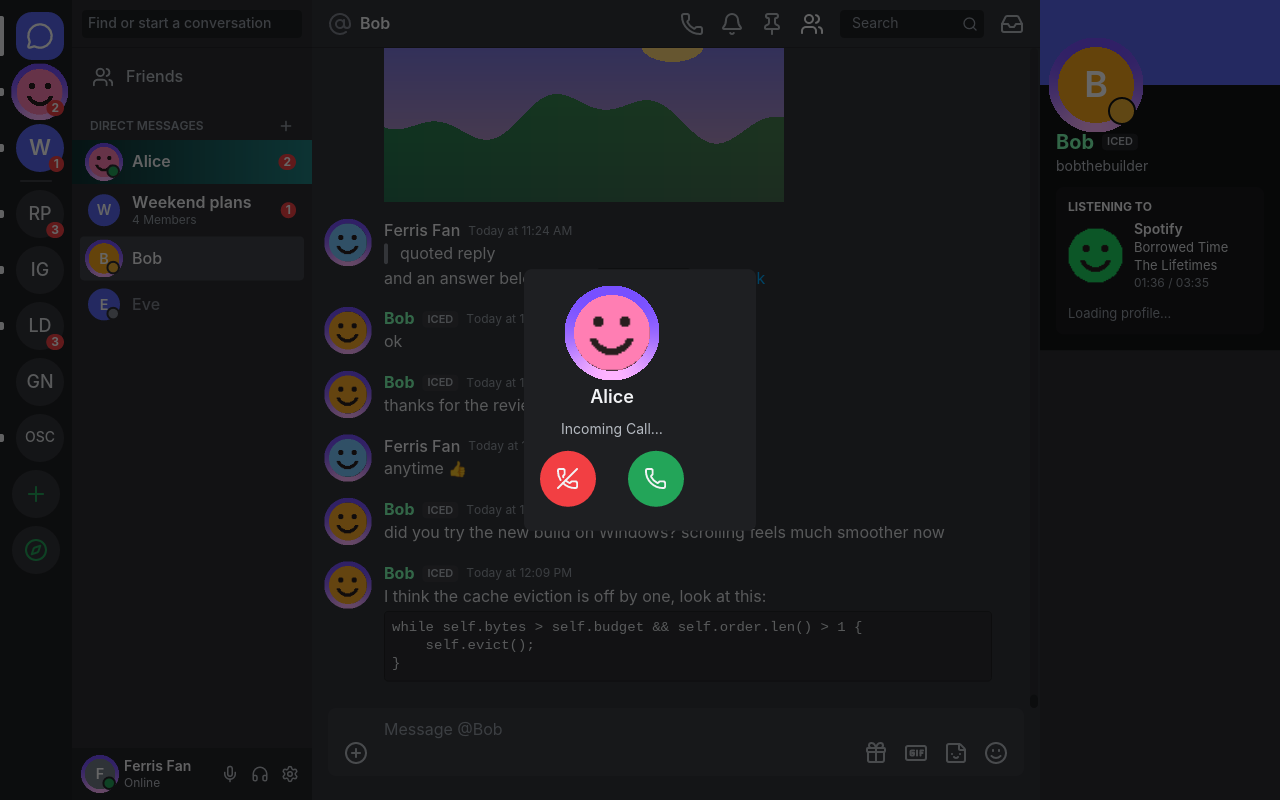 Find or start a conversation
Friends
DIRECT MESSAGES
Alice
2
Weekend plans
4 Members
1
Bob
Eve
E
W
B
2
W
1
RP
3
IG
LD
3
GN
OSC
F
Ferris Fan
Online
Bob
Search
Ferris Fan Today at 11:24 AM
quoted reply
and an answer
k
Bob ICED Today at
ok
Bob ICED Today at
thanks for the
Ferris Fan Today at
anytime 👍
Bob ICED Today at
did you try the new build on Windows? scrolling feels much smoother now
Bob ICED Today at 12:09 PM
I think the cache eviction is off by one, look at this:
while self.bytes > self.budget && self.order.len() > 1 {
    self.evict();
}
Message @Bob
GIF
Alice
Incoming Call...
B
Bob ICED
bobthebuilder
LISTENING TO
Spotify
Borrowed Time
The Lifetimes
01:36 / 03:35
Loading profile...